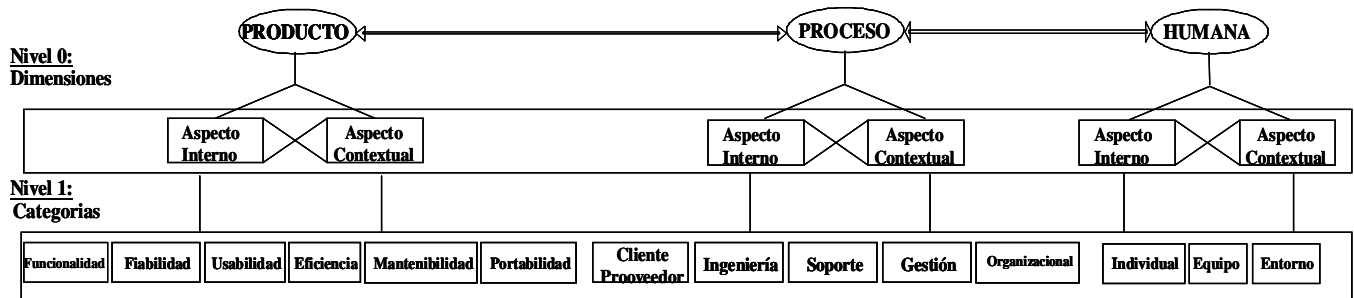 PRODUCTO
PROCESO
HUMANA
Nivel 0:
Dimensiones
Aspecto
Interno
Aspecto
Contextual
Aspecto
Interno
Aspecto
Contextual
Aspecto
Interno
Aspecto
Contextual
Nivel 1:
Categorias
Funcionalidad
Fiabilidad
Usabilidad
Eficiencia
Mantenibilidad
Portabilidad
Cliente
Prooveedor
Ingeniería
Soporte
Gestión
Organizacional
Individual
Equipo
Entorno